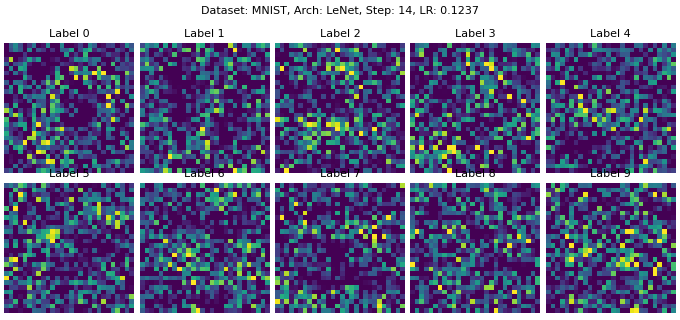 Dataset: MNIST, Arch: LeNet, Step: 14, LR: 0.1237
Label 0 Label 1 Label 2 Label 3 Label 4
Label 5 Label 6 Label 7 Label 8 Label 9